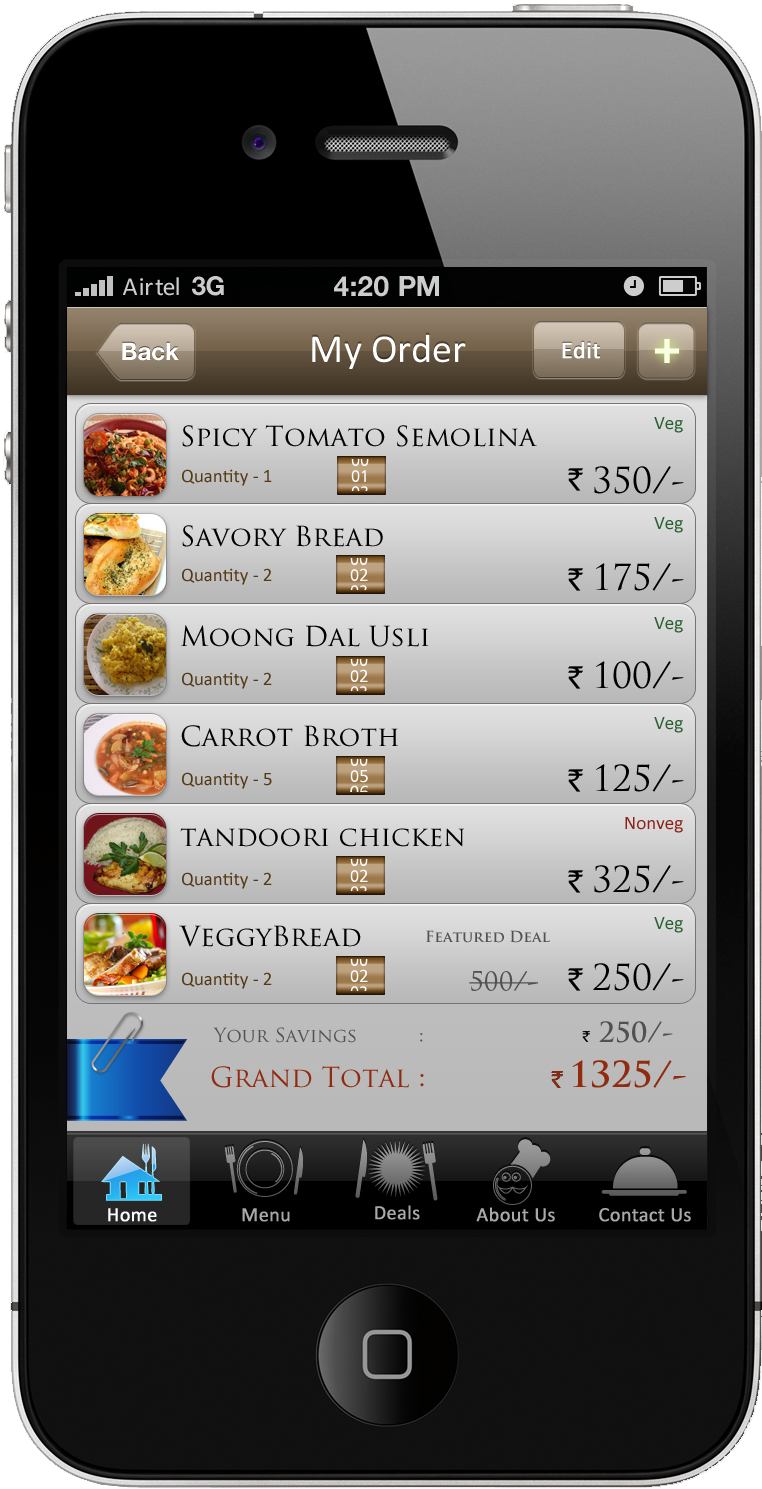 Airtel 3G 4:20 PM
Back My Order Edit +
SPICY TOMATO SEMOLINA Veg
Quantity - 1 01 ₹ 350/-
SAVORY BREAD Veg
Quantity - 2 02 ₹ 175/-
MOONG DAL USLI Veg
Quantity - 2 02 ₹ 100/-
CARROT BROTH Veg
Quantity - 5 05 ₹ 125/-
TANDOORI CHICKEN Nonveg
Quantity - 2 02 ₹ 325/-
VEGGYBREAD FEATURED DEAL Veg
Quantity - 2 02 500/- ₹ 250/-
YOUR SAVINGS : ₹ 250/-
GRAND TOTAL : ₹ 1325/-
Home Menu Deals About Us Contact Us